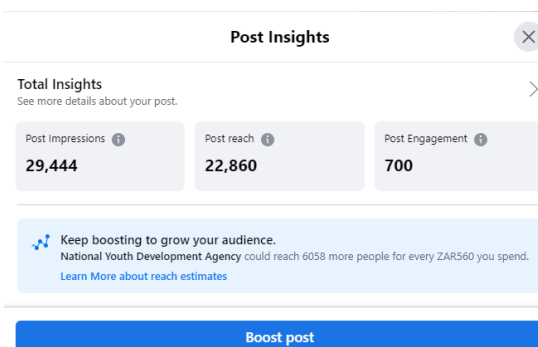 Post Insights
Total Insights
See more details about your post.
Post Impressions Post reach Post Engagement
29,444 22,860 700
Keep boosting to grow your audience.
National Youth Development Agency could reach 6058 more people for every ZAR560 you spend.
Learn More about reach estimates
Boost post